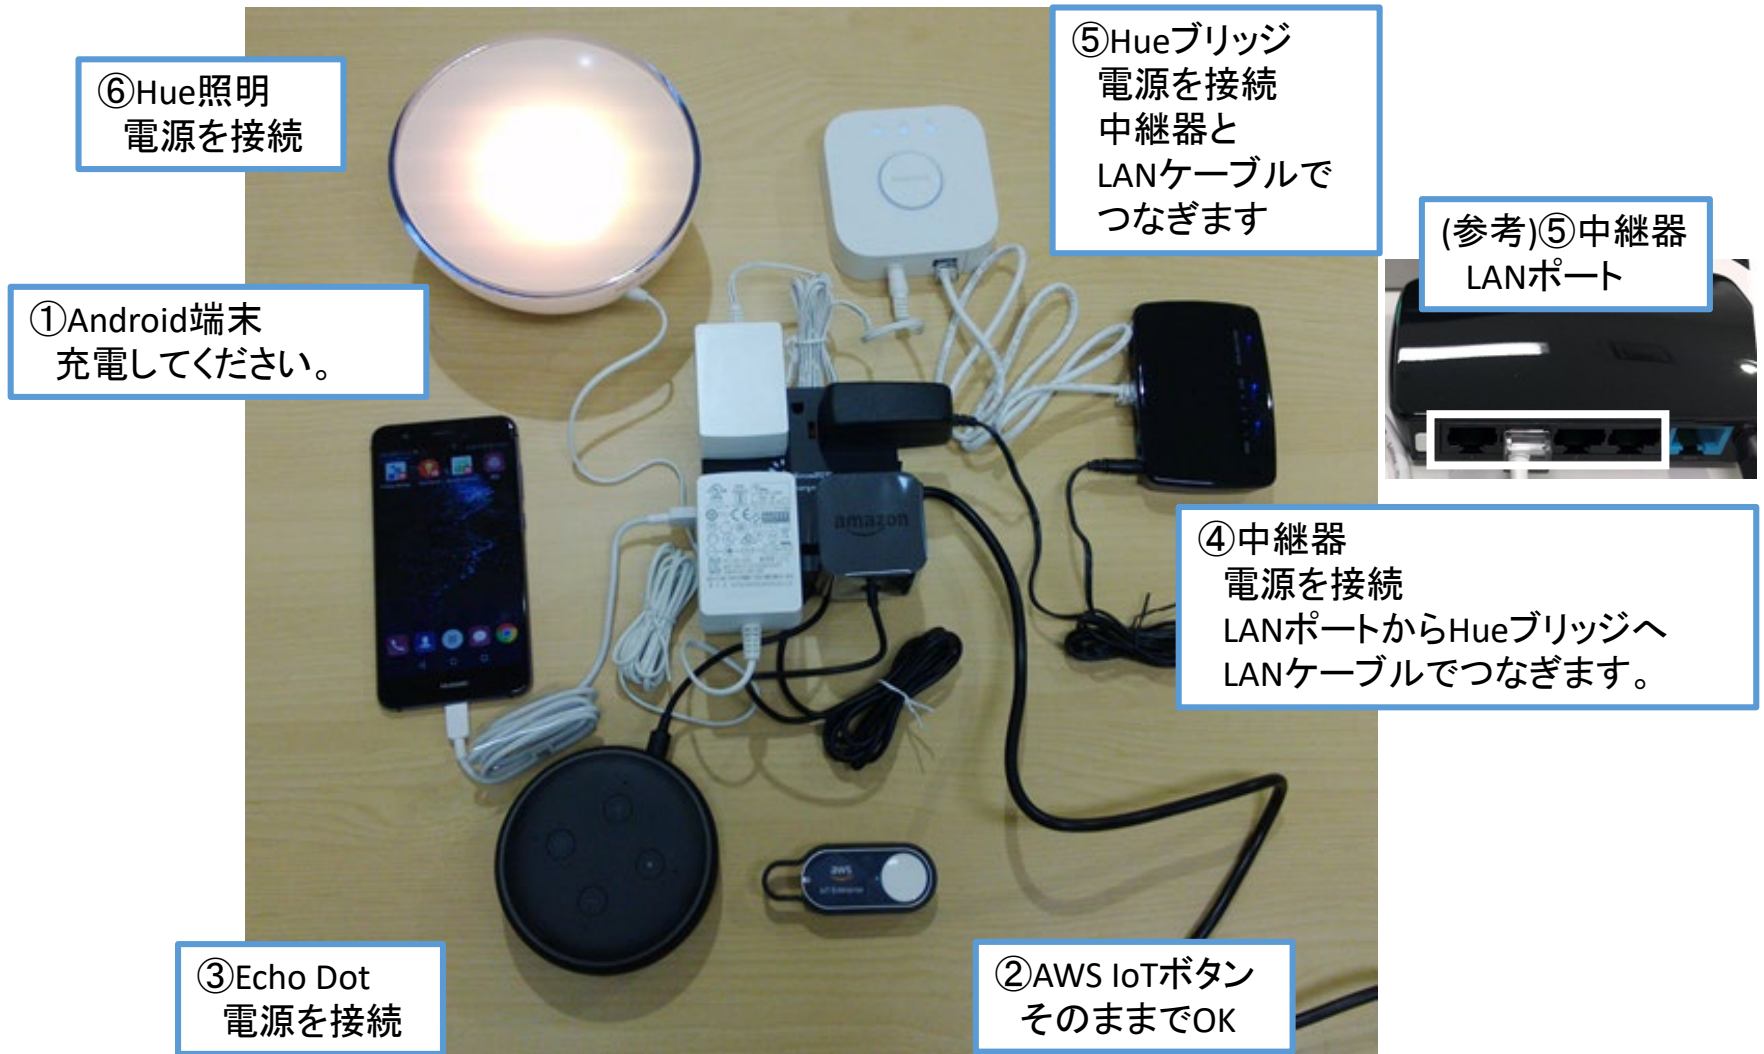 ⑥Hue照明
電源を接続
⑤Hueブリッジ
電源を接続
中継器と
LANケーブルで
つなぎます
(参考)⑤中継器
LANポート
①Android端末
充電してください。
amazon
④中継器
電源を接続
LANポートからHueブリッジへ
LANケーブルでつなぎます。
HUAWEI
aws
IoT Enterprise
③Echo Dot
電源を接続
②AWS IoTボタン
そのままでOK